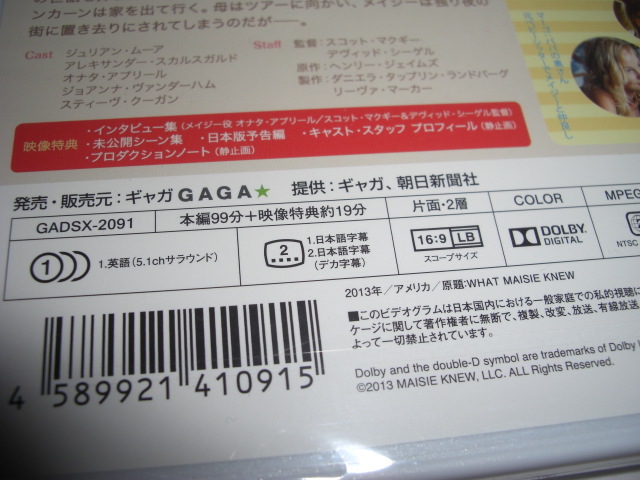 ンカーンは家を出て行く。母はツアーに向かい、メイジーは独り夜の
街に置き去りにされてしまうのだが――。
Cast ジュリアン・ムーア
アレキサンダー・スカルスガルド
オナタ・アプリール
ジョアンナ・ヴァンダーハム
スティーヴ・クーガン
Staff 監督:スコット・マクギー
デヴィッド・シーゲル
原作:ヘンリー・ジェイムズ
製作:ダニエラ・タップリン・ランドバーグ
リーヴァ・マーカー
映像特典
・インタビュー集(メイジー役 オナタ・アプリール/スコット・マクギー&デヴィッド・シーゲル監督)
・未公開シーン集 ・日本版予告編 ・キャスト・スタッフ プロフィール(静止画)
・プロダクションノート(静止画)
発売・販売元:ギャガ GAGA★ 提供:ギャガ、朝日新聞社
GADSX-2091 本編99分+映像特典約19分 片面・2層 COLOR MPEG
1 1.英語(5.1chサラウンド)
2 1.日本語字幕
2.日本語字幕
(デカ字幕)
16:9 LB
スコープサイズ
DOLBY
DIGITAL
NTSC
2013年/アメリカ/原題:WHAT MAISIE KNEW
■このビデオグラムは日本国内における一般家庭での私的視聴に
ケージに関して著作権者に無断で、複製、改変、放送、有線放送、
よって一切禁止されています。
Dolby and the double-D symbol are trademarks of Dolby
©2013 MAISIE KNEW, LLC. ALL Rights Reserved.
4 589921 410915